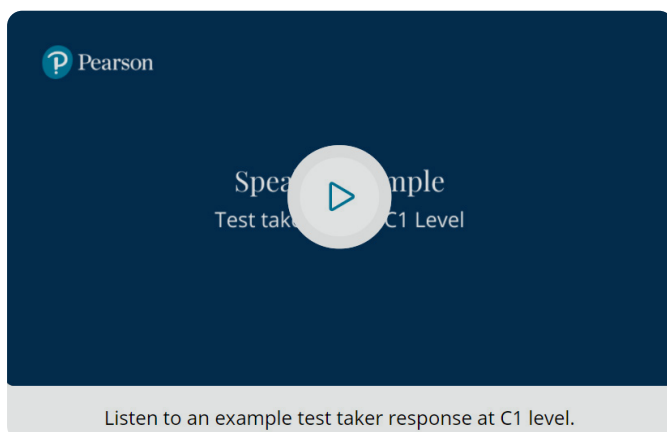 Pearson
Spea mple
Test tak C1 Level
Listen to an example test taker response at C1 level.